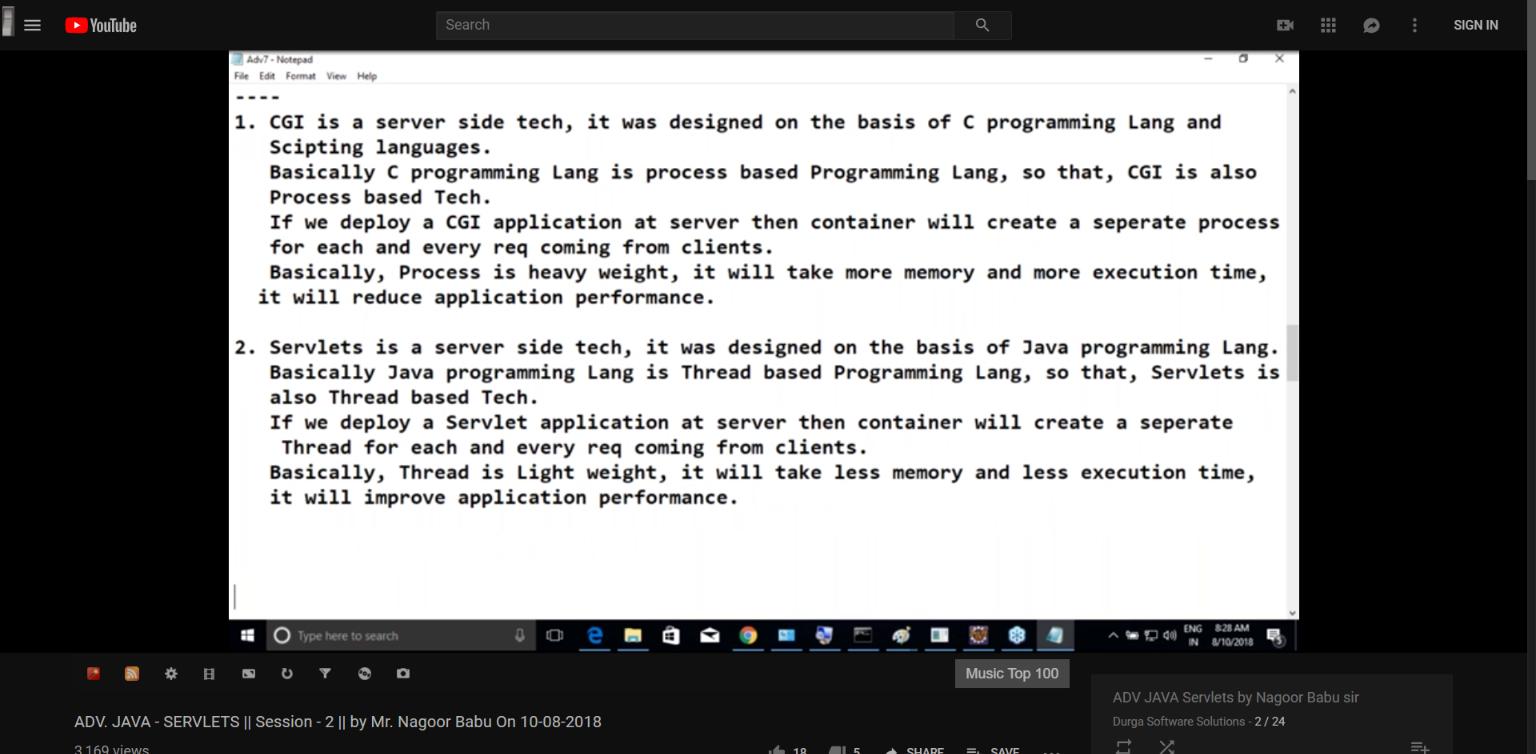 YouTube
Search
SIGN IN
Adv7 - Notepad
File Edit Format View Help
----
1. CGI is a server side tech, it was designed on the basis of C programming Lang and
Scipting languages.
Basically C programming Lang is process based Programming Lang, so that, CGI is also
Process based Tech.
If we deploy a CGI application at server then container will create a seperate process
for each and every req coming from clients.
Basically, Process is heavy weight, it will take more memory and more execution time,
it will reduce application performance.
2. Servlets is a server side tech, it was designed on the basis of Java programming Lang.
Basically Java programming Lang is Thread based Programming Lang, so that, Servlets is
also Thread based Tech.
If we deploy a Servlet application at server then container will create a seperate
Thread for each and every req coming from clients.
Basically, Thread is Light weight, it will take less memory and less execution time,
it will improve application performance.
Type here to search
ENG
IN
8:28 AM
8/10/2018
Music Top 100
ADV. JAVA - SERVLETS || Session - 2 || by Mr. Nagoor Babu On 10-08-2018
3,169 views
18 5 SHARE SAVE
ADV JAVA Servlets by Nagoor Babu sir
Durga Software Solutions - 2 / 24